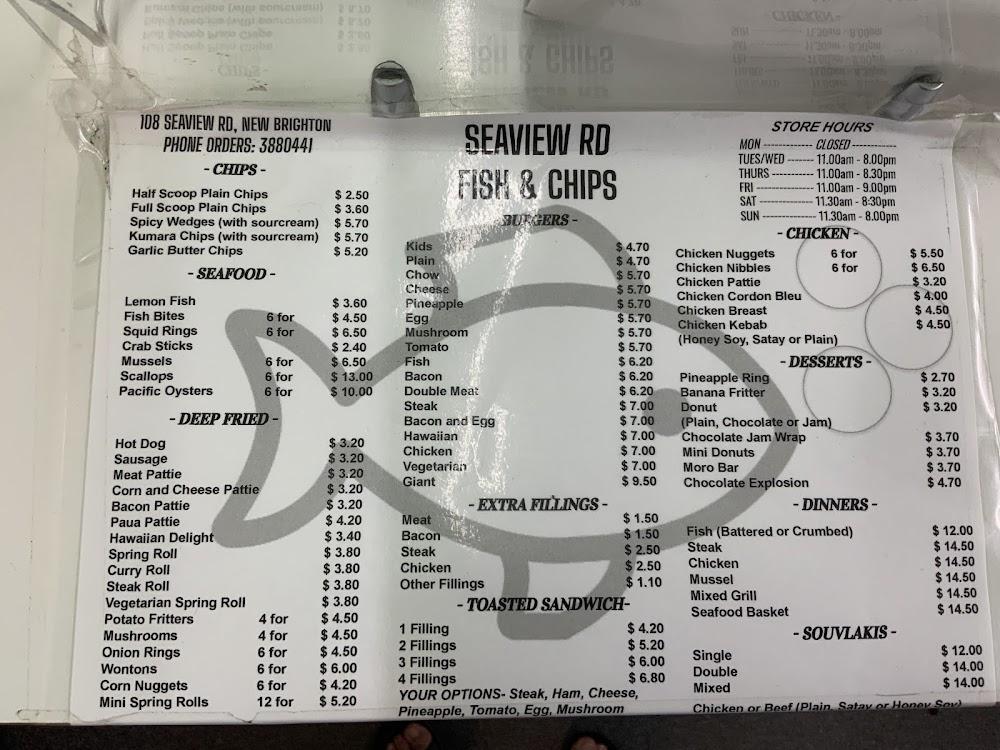 108 SEAVIEW RD, NEW BRIGHTON
PHONE ORDERS: 3880441
- CHIPS -
Half Scoop Plain Chips $ 2.50
Full Scoop Plain Chips $ 3.60
Spicy Wedges (with sourcream) $ 5.70
Kumara Chips (with sourcream) $ 5.70
Garlic Butter Chips $ 5.20
- SEAFOOD -
Lemon Fish $ 3.60
Fish Bites 6 for $ 4.50
Squid Rings 6 for $ 6.50
Crab Sticks $ 2.40
Mussels 6 for $ 6.50
Scallops 6 for $ 13.00
Pacific Oysters 6 for $ 10.00
- DEEP FRIED -
Hot Dog $ 3.20
Sausage $ 3.20
Meat Pattie $ 3.20
Corn and Cheese Pattie $ 3.20
Bacon Pattie $ 3.20
Paua Pattie $ 4.20
Hawaiian Delight $ 3.40
Spring Roll $ 3.80
Curry Roll $ 3.80
Steak Roll $ 3.80
Vegetarian Spring Roll $ 3.80
Potato Fritters 4 for $ 4.50
Mushrooms 4 for $ 4.50
Onion Rings 6 for $ 4.50
Wontons 6 for $ 6.00
Corn Nuggets 6 for $ 4.20
Mini Spring Rolls 12 for $ 5.20
SEAVIEW RD
FISH & CHIPS
- BURGERS -
Kids $ 4.70
Plain $ 4.70
Chow $ 5.70
Cheese $ 5.70
Pineapple $ 5.70
Egg $ 5.70
Mushroom $ 5.70
Tomato $ 5.70
Fish $ 6.20
Bacon $ 6.20
Double Meat $ 6.20
Steak $ 7.00
Bacon and Egg $ 7.00
Hawaiian $ 7.00
Chicken $ 7.00
Vegetarian $ 7.00
Giant $ 9.50
- EXTRA FILLINGS -
Meat $ 1.50
Bacon $ 1.50
Steak $ 2.50
Chicken $ 2.50
Other Fillings $ 1.10
- TOASTED SANDWICH-
1 Filling $ 4.20
2 Fillings $ 5.20
3 Fillings $ 6.00
4 Fillings $ 6.80
YOUR OPTIONS- Steak, Ham, Cheese,
Pineapple, Tomato, Egg, Mushroom
STORE HOURS
MON ------------- CLOSED -------------
TUES/WED ------- 11.00am - 8.00pm
THURS ----------- 11.00am - 8.30pm
FRI --------------- 11.00am - 9.00pm
SAT -------------- 11.30am - 8:30pm
SUN -------------- 11.30am - 8.00pm
- CHICKEN -
Chicken Nuggets 6 for $ 5.50
Chicken Nibbles 6 for $ 6.50
Chicken Pattie $ 3.20
Chicken Cordon Bleu $ 4.00
Chicken Breast $ 4.50
Chicken Kebab $ 4.50
(Honey Soy, Satay or Plain)
- DESSERTS -
Pineapple Ring $ 2.70
Banana Fritter $ 3.20
Donut $ 3.20
(Plain, Chocolate or Jam)
Chocolate Jam Wrap $ 3.70
Mini Donuts $ 3.70
Moro Bar $ 3.70
Chocolate Explosion $ 4.70
- DINNERS -
Fish (Battered or Crumbed) $ 12.00
Steak $ 14.50
Chicken $ 14.50
Mussel $ 14.50
Mixed Grill $ 14.50
Seafood Basket $ 14.50
- SOUVLAKIS -
Single $ 12.00
Double $ 14.00
Mixed $ 14.00
Chicken or Beef (Plain, Satay or Honey Soy)